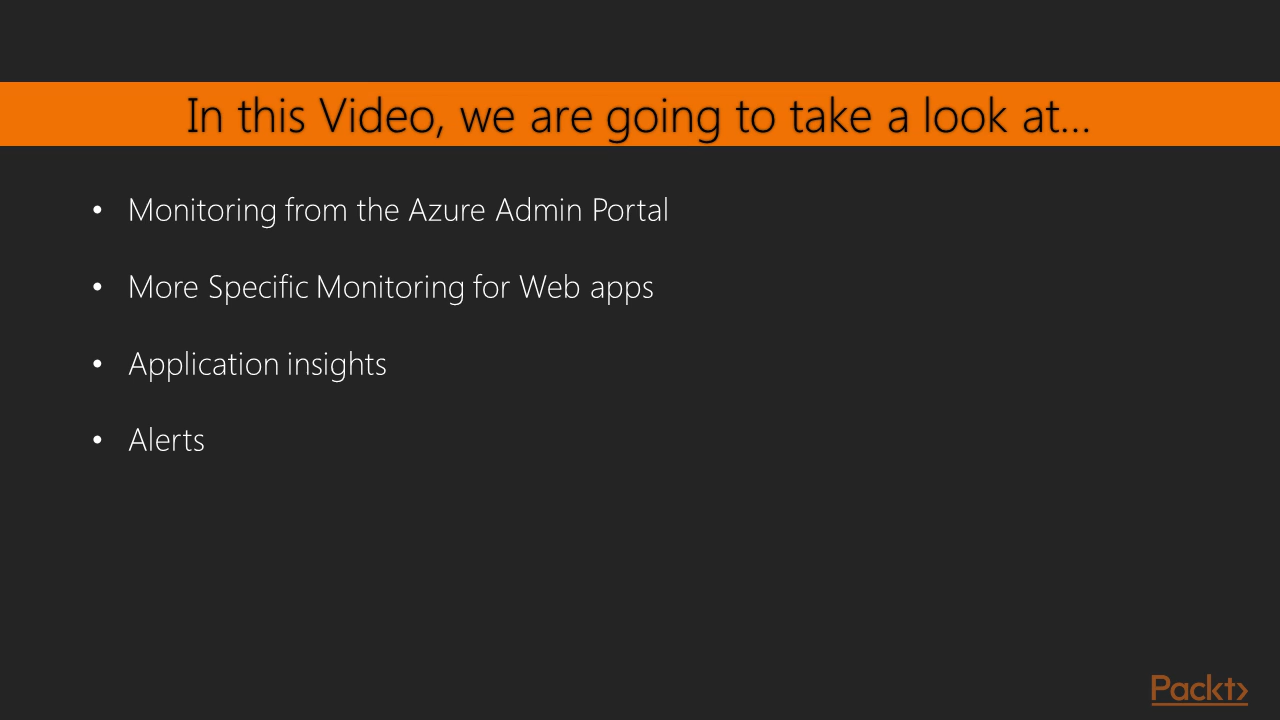 In this Video, we are going to take a look at...
• Monitoring from the Azure Admin Portal
• More Specific Monitoring for Web apps
• Application insights
• Alerts
Packt>